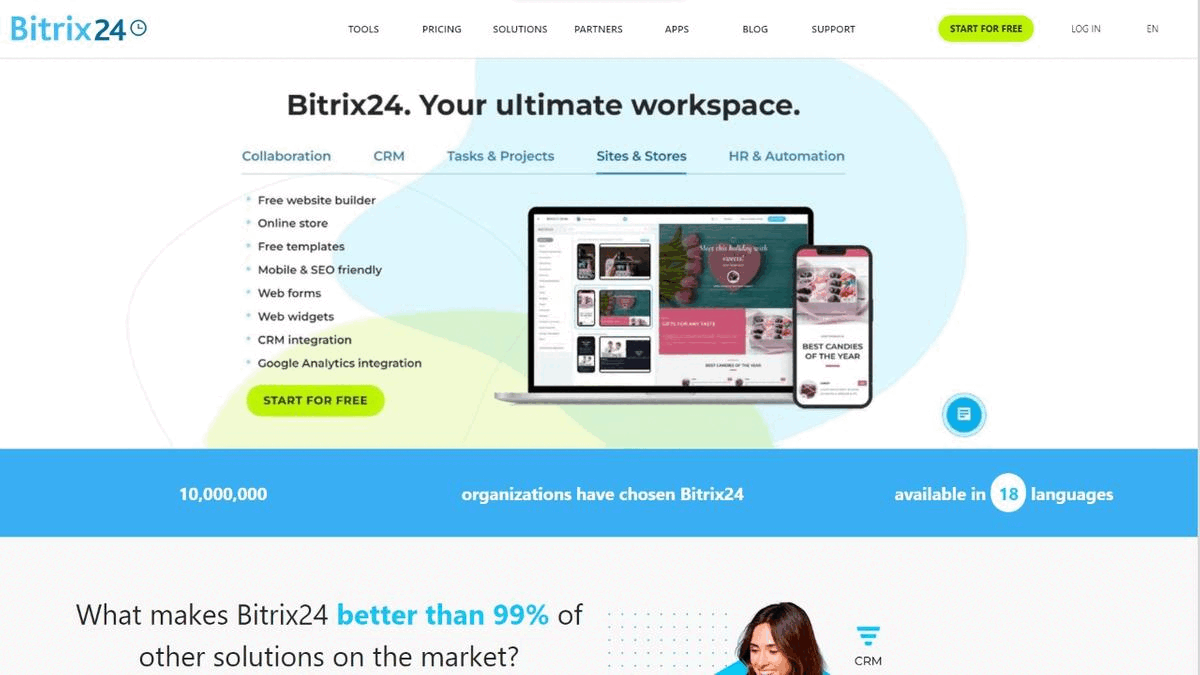 Bitrix24
TOOLS
PRICING
SOLUTIONS
PARTNERS
APPS
BLOG
SUPPORT
START FOR FREE
LOG IN
EN
Bitrix24. Your ultimate workspace.
Collaboration
CRM
Tasks & Projects
Sites & Stores
HR & Automation
Free website builder
Online store
Free templates
Mobile & SEO friendly
Web forms
Web widgets
CRM integration
Google Analytics integration
START FOR FREE
Meet this holiday with
sweets!
GIFTS FOR ANY TASTE
BEST CANDIES OF THE YEAR
BEST CANDIES
OF THE YEAR
10,000,000
organizations have chosen Bitrix24
available in 18 languages
What makes Bitrix24 better than 99% of
other solutions on the market?
CRM